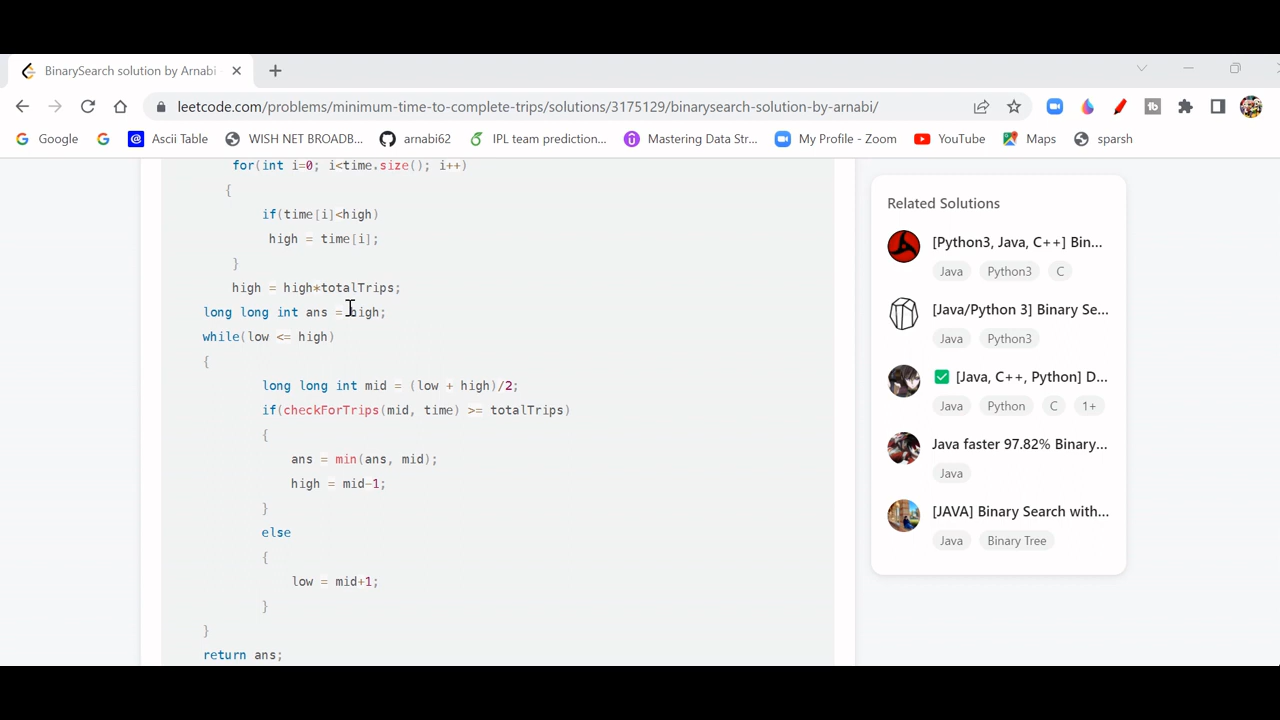 BinarySearch solution by Arnabi
leetcode.com/problems/minimum-time-to-complete-trips/solutions/3175129/binarysearch-solution-by-arnabi/
Google Ascii Table WISH NET BROADB... arnabi62 IPL team prediction... Mastering Data Str... My Profile - Zoom YouTube Maps sparsh
for(int i=0; i<time.size(); i++)
{
if(time[i]<high)
high = time[i];
}
high = high*totalTrips;
long long int ans = high;
while(low <= high)
{
long long int mid = (low + high)/2;
if(checkForTrips(mid, time) >= totalTrips)
{
ans = min(ans, mid);
high = mid-1;
}
else
{
low = mid+1;
}
}
return ans;
Related Solutions
[Python3, Java, C++] Bin...
Java Python3 C
[Java/Python 3] Binary Se...
Java Python3
[Java, C++, Python] D...
Java Python C 1+
Java faster 97.82% Binary...
Java
[JAVA] Binary Search with...
Java Binary Tree